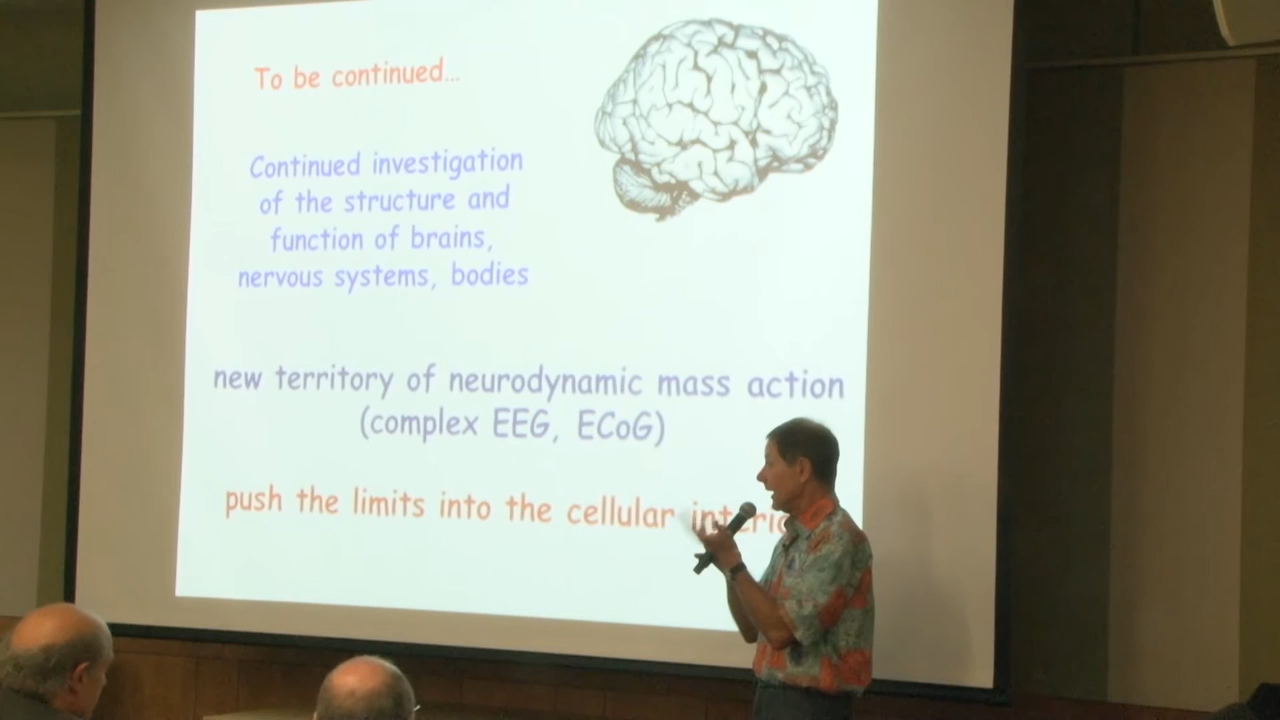 To be continued...
Continued investigation
of the structure and
function of brains,
nervous systems, bodies
new territory of neurodynamic mass action
(complex EEG, ECoG)
push the limits into the cellular